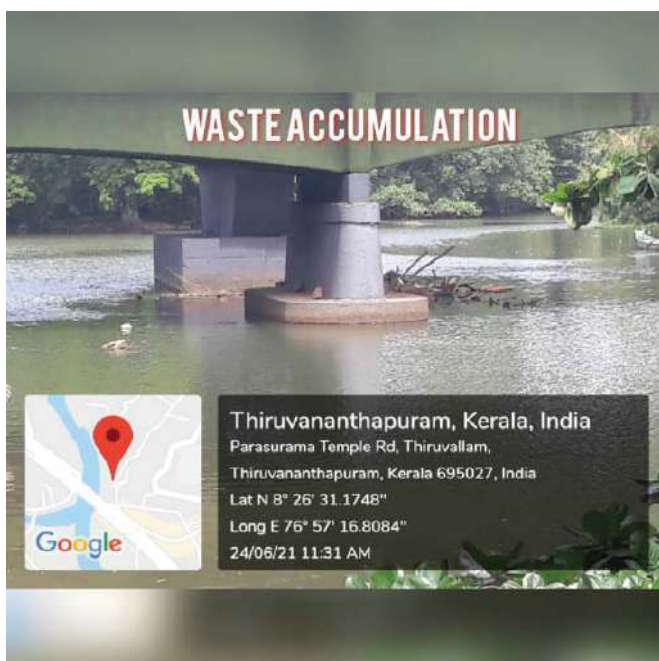 WASTE ACCUMULATION
Thiruvananthapuram, Kerala, India
Parasurama Temple Rd, Thiruvallam,
Thiruvananthapuram, Kerala 695027, India
Lat N 8° 26' 31.1748"
Long E 76° 57' 16.8084"
24/06/21 11:31 AM
Google